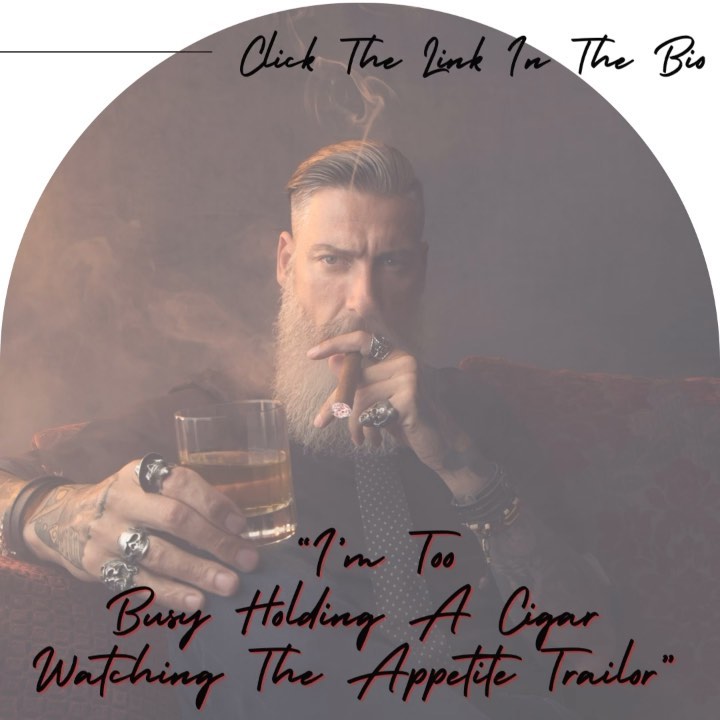 Click The Link In The Bio
"I'm Too
Busy Holding A Cigar
Watching The Appetite Trailor"